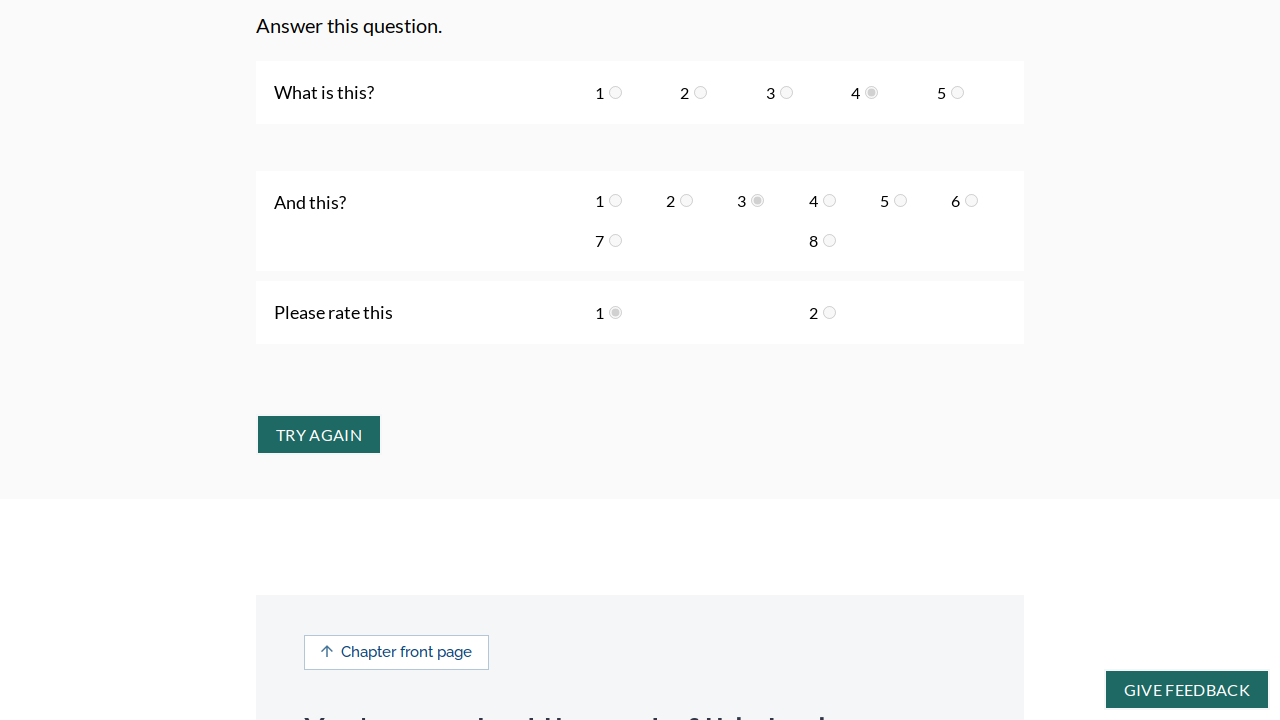 Answer this question.
What is this? 1 2 3 4 5
And this? 1 2 3 4 5 6
7 8
Please rate this 1 2
TRY AGAIN
Chapter front page
GIVE FEEDBACK